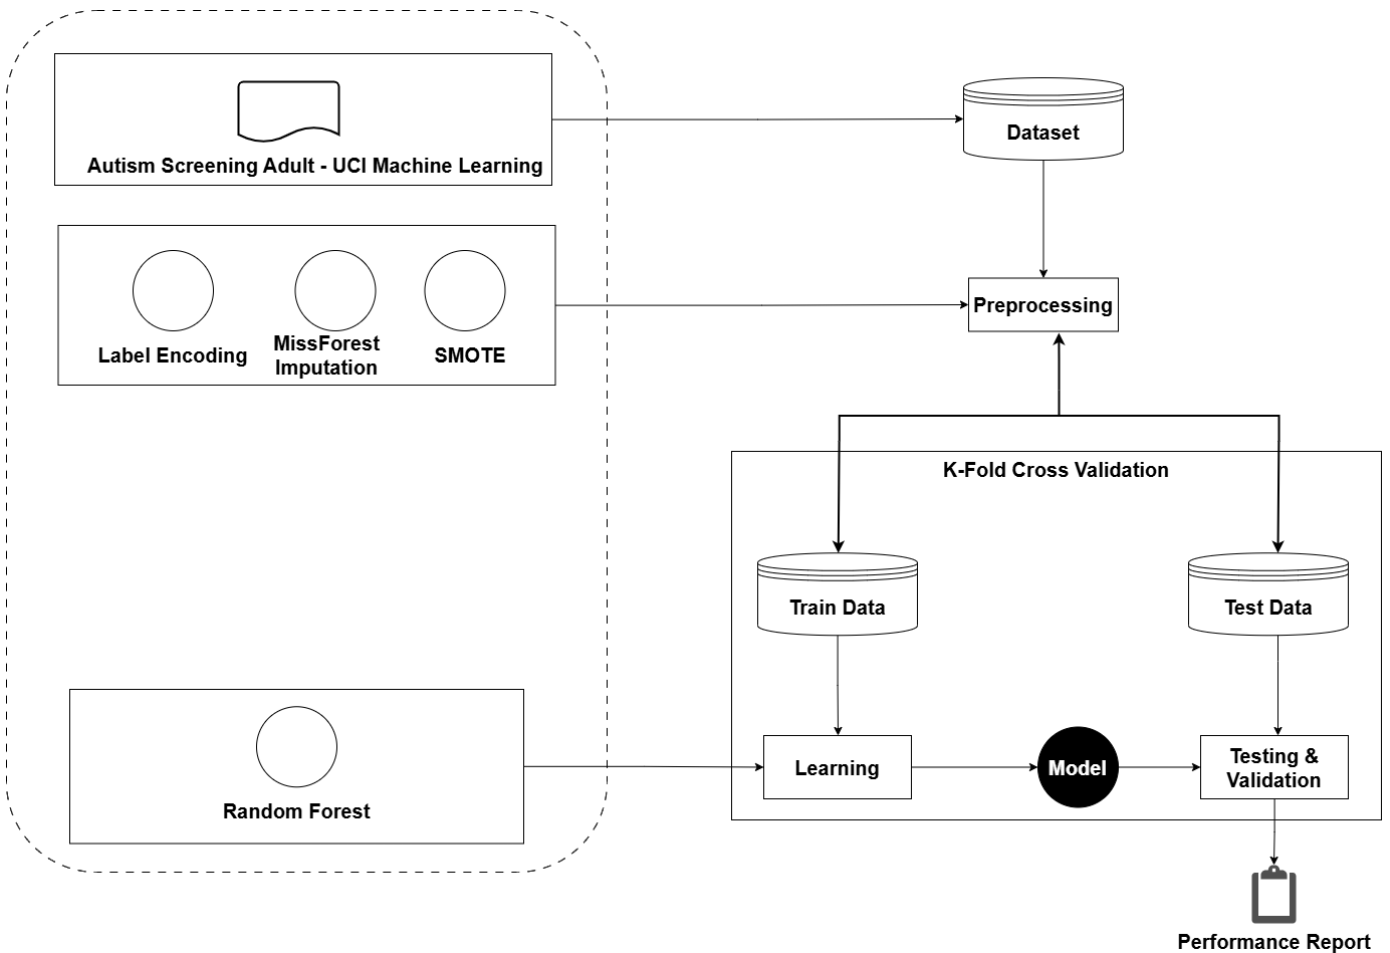 Autism Screening Adult - UCI Machine Learning
Dataset
Label Encoding
MissForest
Imputation
SMOTE
Preprocessing
K-Fold Cross Validation
Train Data
Test Data
Random Forest
Learning
Model
Testing &
Validation
Performance Report